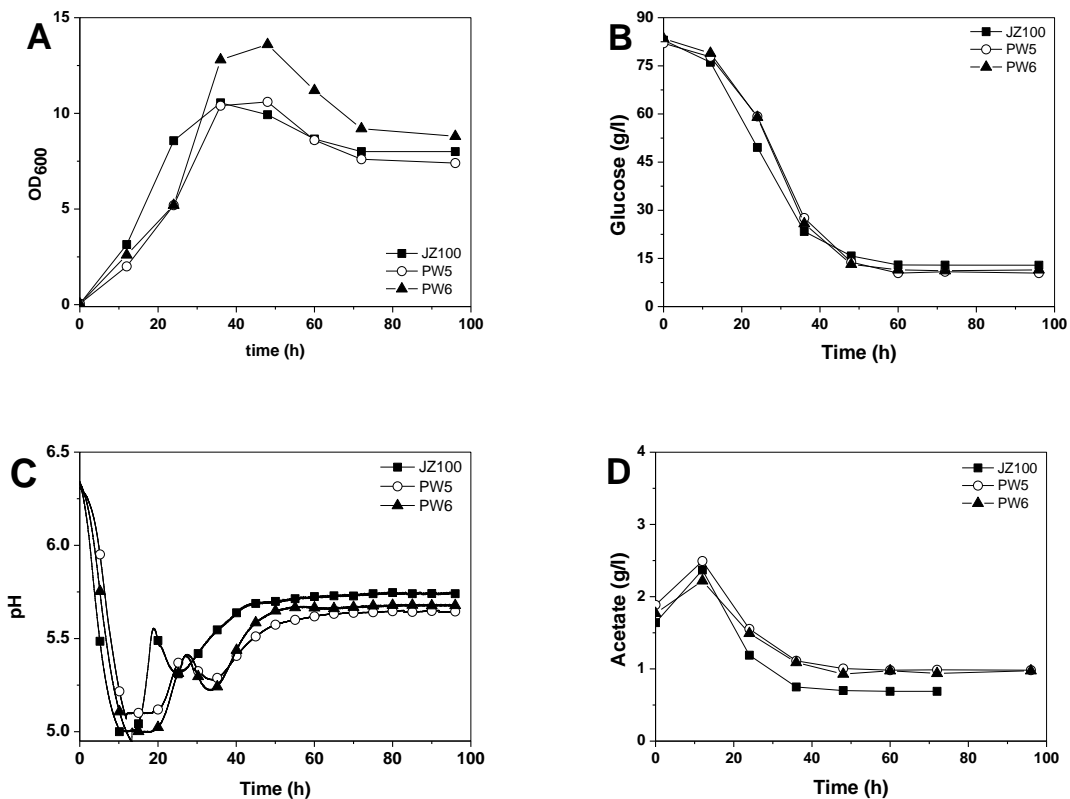 A
15
10
5
0
OD600
0 20 40 60 80 100
time (h)
JZ100
PW5
PW6
B
90
75
60
45
30
15
0
Glucose (g/l)
0 20 40 60 80 100
Time (h)
JZ100
PW5
PW6
C
6.5
6.0
5.5
5.0
pH
0 20 40 60 80 100
Time (h)
JZ100
PW5
PW6
D
4
3
2
1
0
Acetate (g/l)
0 20 40 60 80 100
Time (h)
JZ100
PW5
PW6